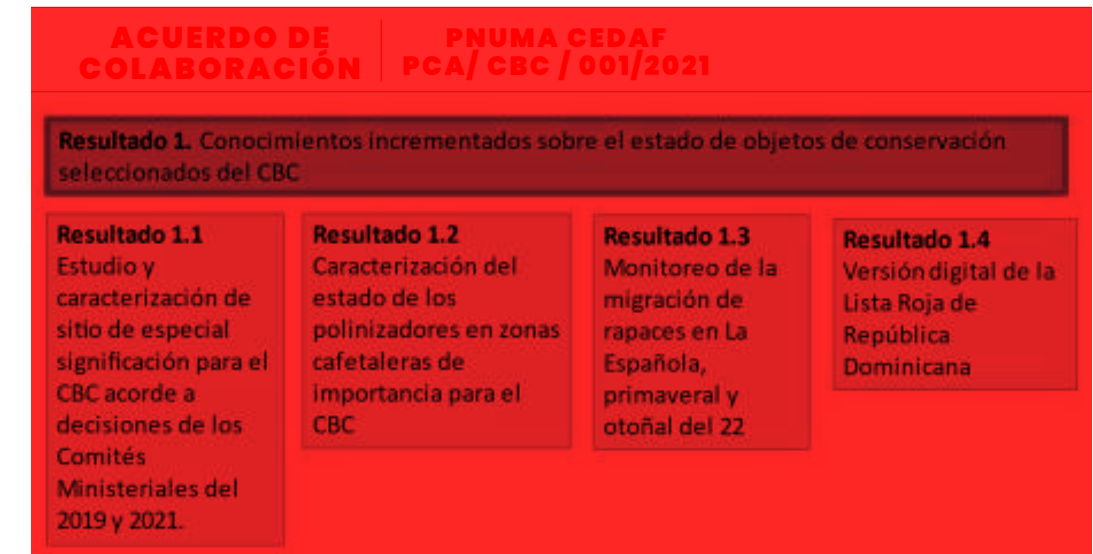 ACUERDO DE
COLABORACIÓN
PNUMA CEDAF
PCA/ CBC / 001/2021
Resultado 1. Conocimientos incrementados sobre el estado de objetos de conservación
seleccionados del CBC
Resultado 1.1
Estudio y
caracterización de
sitio de especial
significación para el
CBC acorde a
decisiones de los
Comités
Ministeriales del
2019 y 2021.
Resultado 1.2
Caracterización del
estado de los
polinizadores en zonas
cafetaleras de
importancia para el
CBC
Resultado 1.3
Monitoreo de la
migración de
rapaces en La
Española,
primaveral y
otoñal del 22
Resultado 1.4
Versión digital de la
Lista Roja de
República
Dominicana